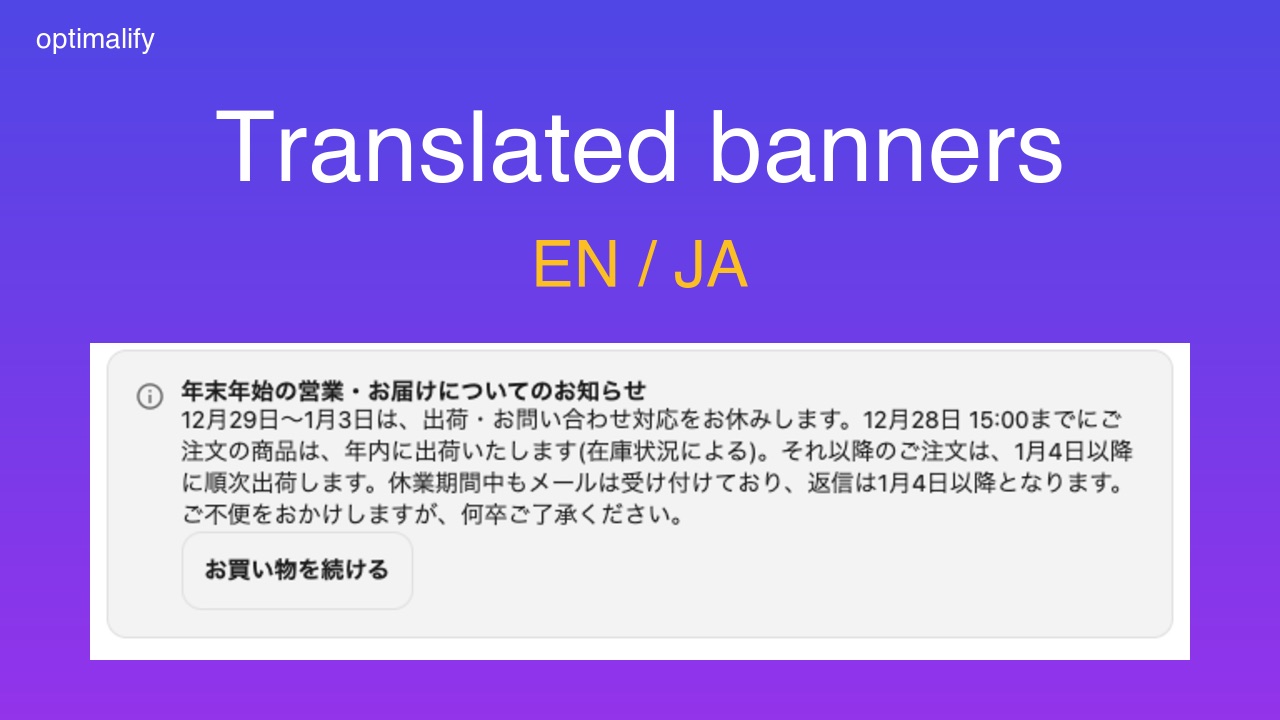 optimalify
Translated banners
EN / JA
年末年始の営業・お届けについてのお知らせ
12月29日〜1月3日は、出荷・お問い合わせ対応をお休みします。12月28日 15:00までにご
注文の商品は、年内に出荷いたします(在庫状況による)。それ以降のご注文は、1月4日以降
に順次出荷します。休業期間中もメールは受け付けており、返信は1月4日以降となります。
ご不便をおかけしますが、何卒ご了承ください。
お買い物を続ける